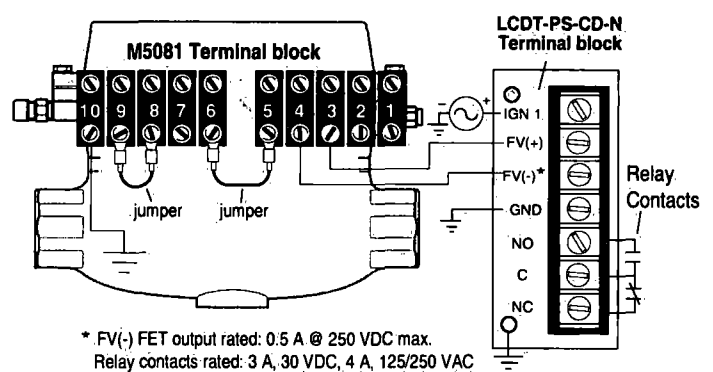 M5081 Terminal block
10 9 8 7 6 5 4 3 2 1
jumper jumper
LCDT-PS-CD-N
Terminal block
− +
IGN 1
FV(+)
FV(-)*
GND
NO
C
NC
Relay
Contacts
* FV(-) FET output rated: 0.5 A @ 250 VDC max.
Relay contacts rated: 3 A, 30 VDC, 4 A, 125/250 VAC